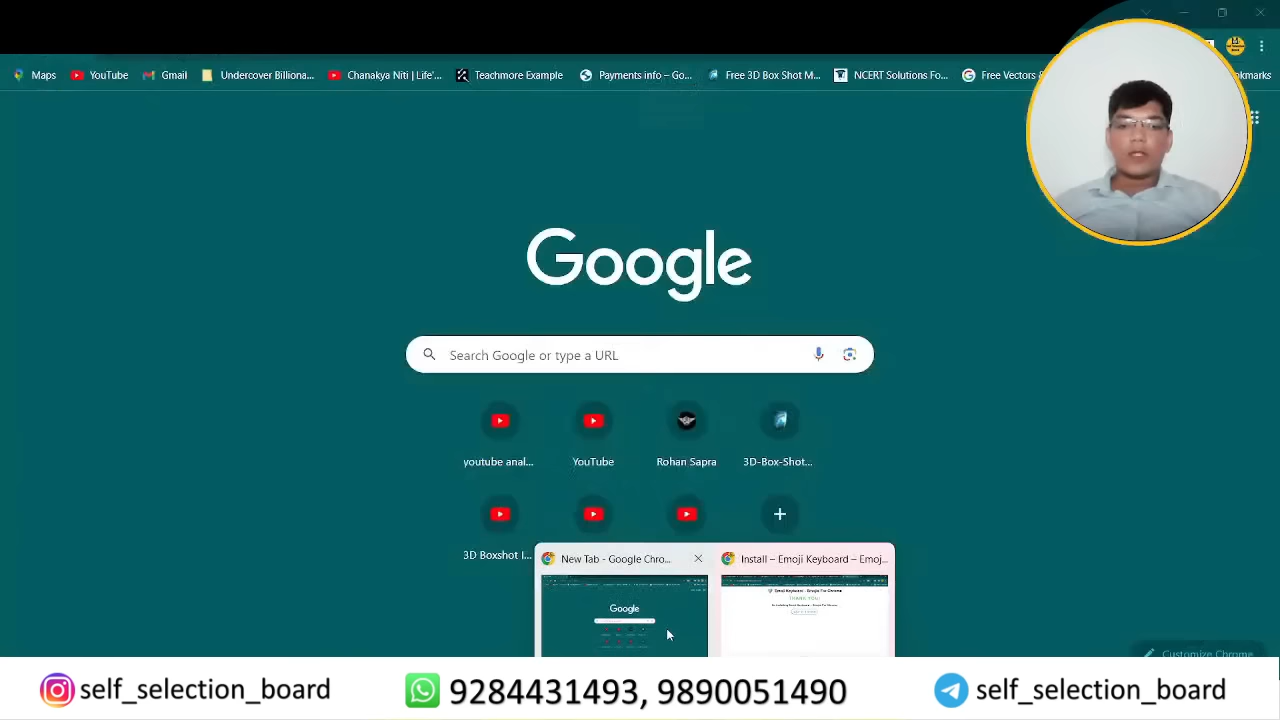 Maps YouTube Gmail Undercover Billiona... Chanakya Niti | Life'... Teachmore Example Payments info – Go... Free 3D Box Shot M... NCERT Solutions Fo... Free Vectors &
Google
Search Google or type a URL
youtube anal... YouTube Rohan Sapra 3D-Box-Shot...
3D Boxshot I...
New Tab - Google Chro... Install – Emoji Keyboard – Emoj...
Google
THANK YOU!
Customize Chrome
self_selection_board 9284431493, 9890051490 self_selection_board